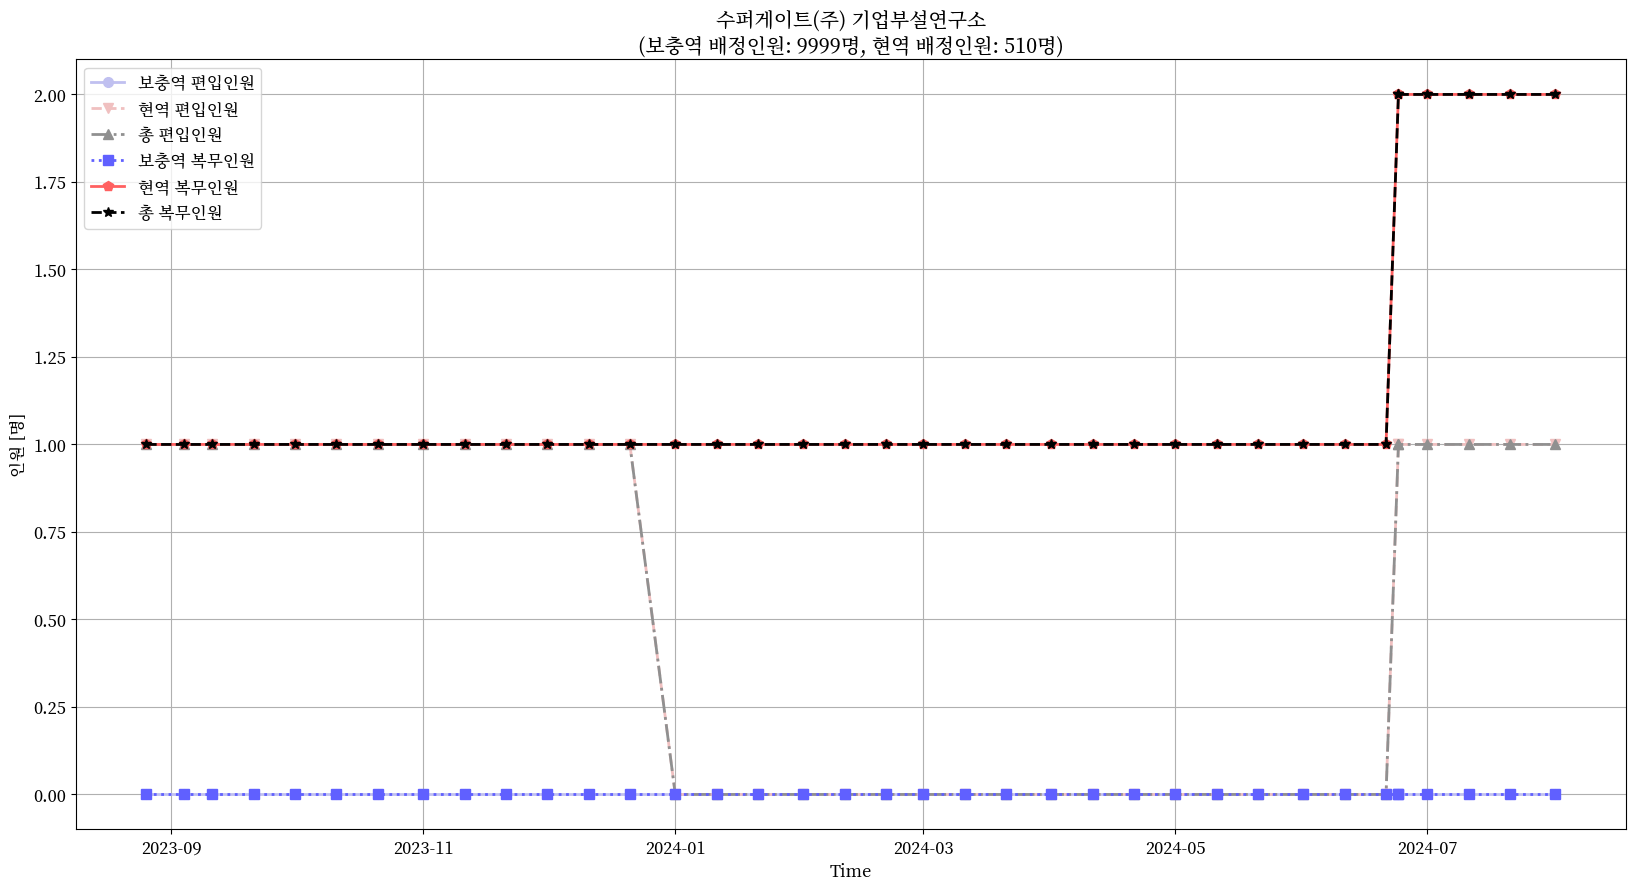 수퍼게이트(주) 기업부설연구소
(보충역 배정인원: 9999명, 현역 배정인원: 510명)
보충역 편입인원
현역 편입인원
총 편입인원
보충역 복무인원
현역 복무인원
총 복무인원
2.00
1.75
1.50
1.25
1.00
0.75
0.50
0.25
0.00
인원 [명]
2023-09
2023-11
2024-01
2024-03
2024-05
2024-07
Time